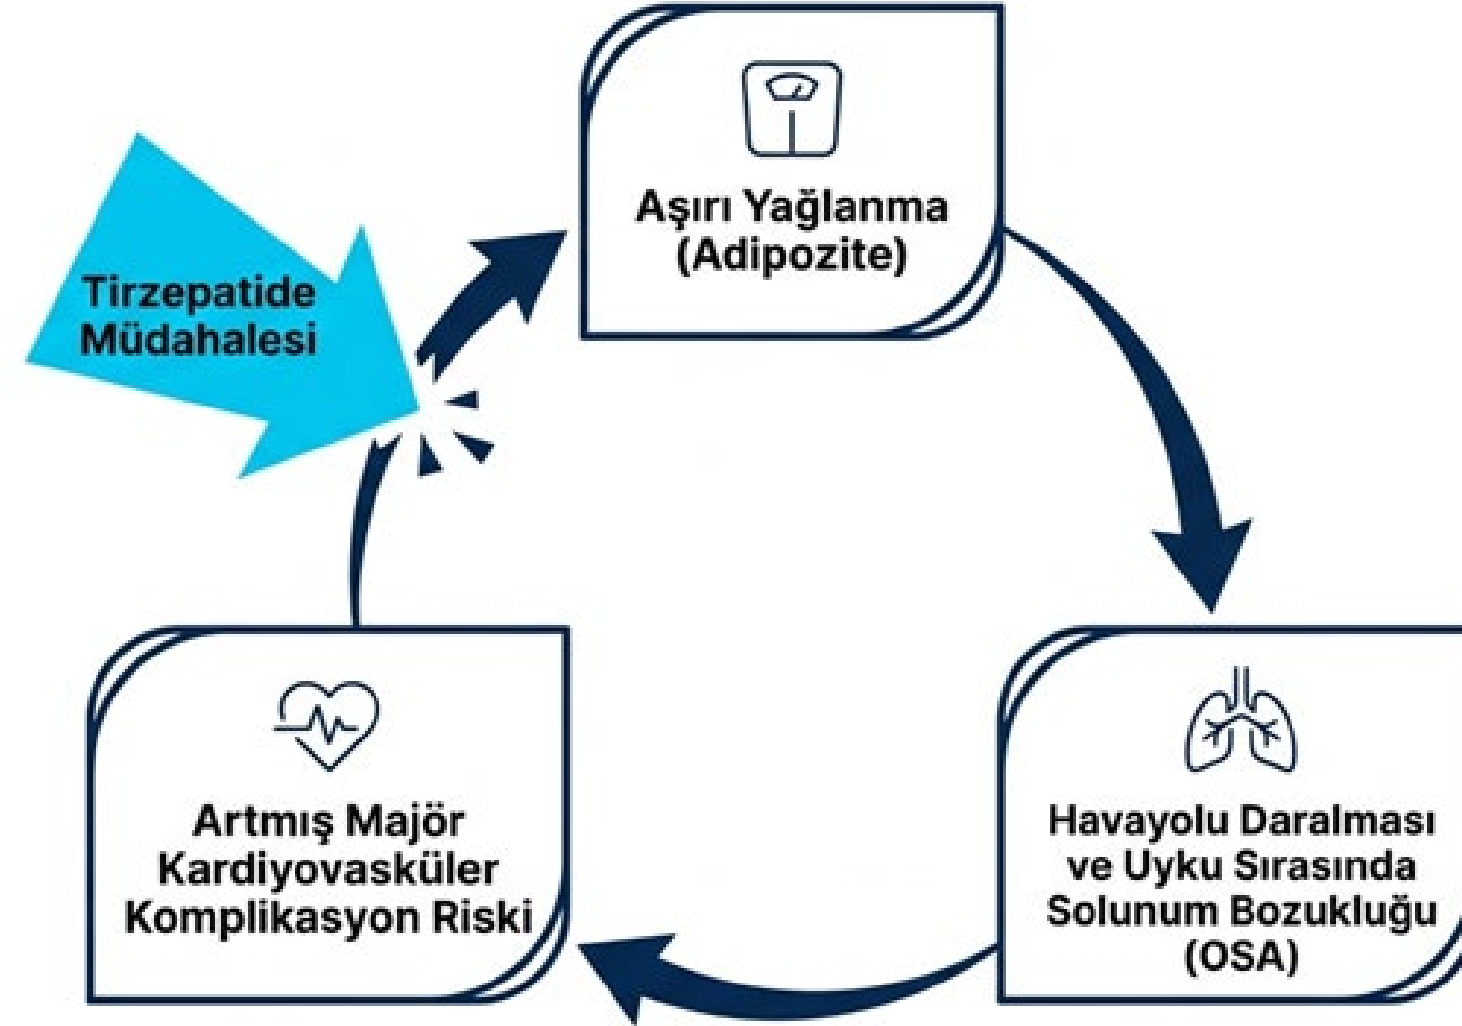 Aşırı Yağlanma
(Adipozite)
Tirzepatide
Müdahalesi
Artmış Majör
Kardiyovasküler
Komplikasyon Riski
Havayolu Daralması
ve Uyku Sırasında
Solunum Bozukluğu
(OSA)